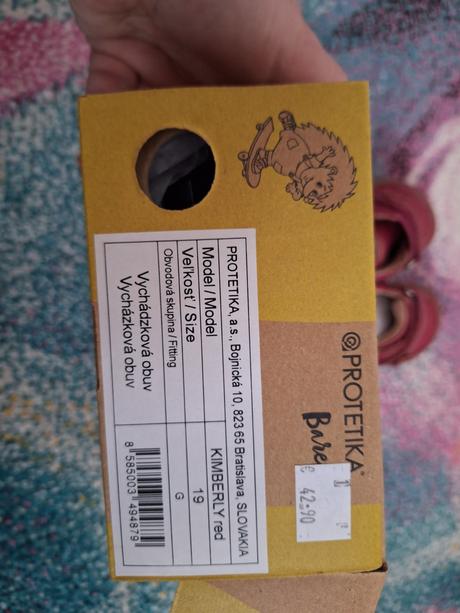 PROTETIKA®
Bare
€ 42.90
PROTETIKA, a.s., Bojnická 10, 823 65 Bratislava, SLOVAKIA
Model / Model KIMBERLY red
Veľkosť / Size 19
Obvodová skupina / Fitting G
Vychádzková obuv
Vycházková obuv
8 585003 494879